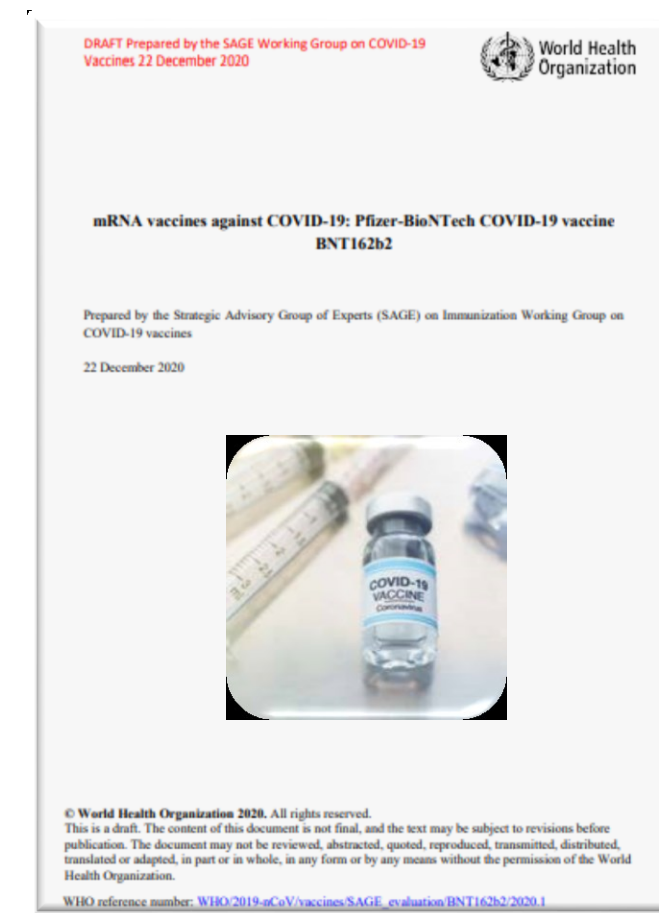 DRAFT Prepared by the SAGE Working Group on COVID-19
Vaccines 22 December 2020
World Health
Organization
mRNA vaccines against COVID-19: Pfizer-BioNTech COVID-19 vaccine
BNT162b2
Prepared by the Strategic Advisory Group of Experts (SAGE) on Immunization Working Group on
COVID-19 vaccines
22 December 2020
COVID-19
VACCINE
Coronavirus
© World Health Organization 2020. All rights reserved.
This is a draft. The content of this document is not final, and the text may be subject to revisions before
publication. The document may not be reviewed, abstracted, quoted, reproduced, transmitted, distributed,
translated or adapted, in part or in whole, in any form or by any means without the permission of the World
Health Organization.
WHO reference number: WHO/2019-nCoV/vaccines/SAGE_evaluation/BNT162b2/2020.1